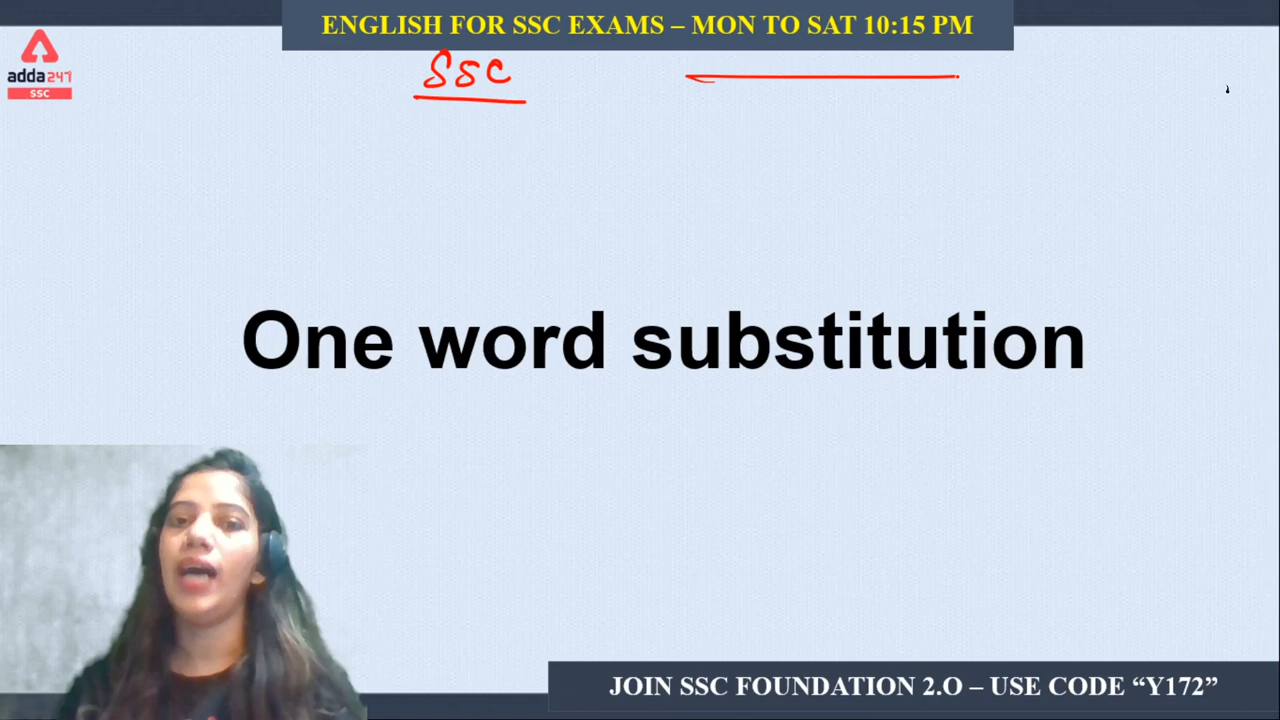 ENGLISH FOR SSC EXAMS – MON TO SAT 10:15 PM
adda247
SSC
SSC
One word substitution
JOIN SSC FOUNDATION 2.O – USE CODE “Y172”